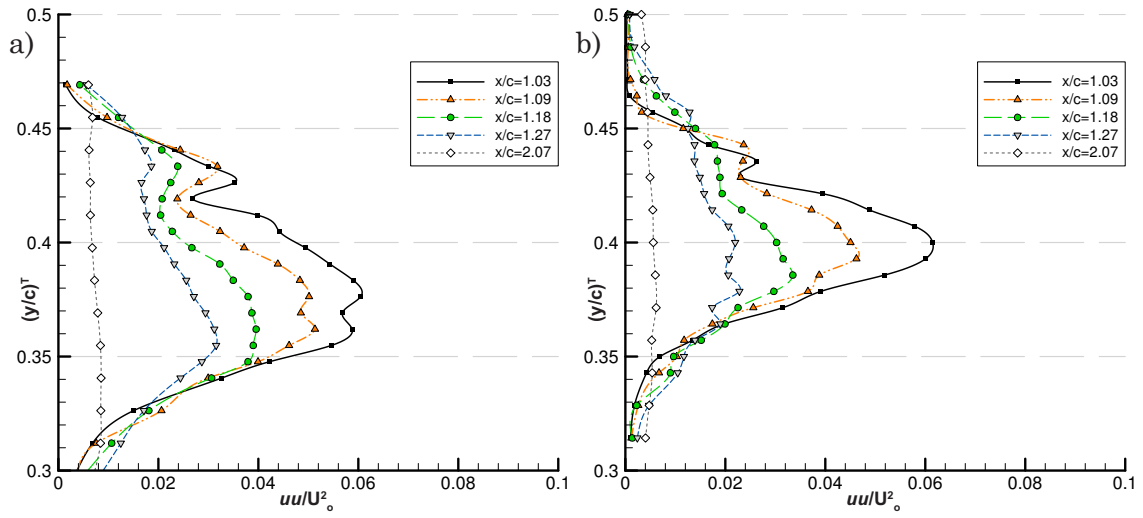 a)
0.5
0.45
0.4
0.35
0.3
(y/c)ᵀ
x/c=1.03
x/c=1.09
x/c=1.18
x/c=1.27
x/c=2.07
0 0.02 0.04 0.06 0.08 0.1
uu/U²ₒ
b)
0.5
0.45
0.4
0.35
0.3
(y/c)ᵀ
x/c=1.03
x/c=1.09
x/c=1.18
x/c=1.27
x/c=2.07
0 0.02 0.04 0.06 0.08 0.1
uu/U²ₒ